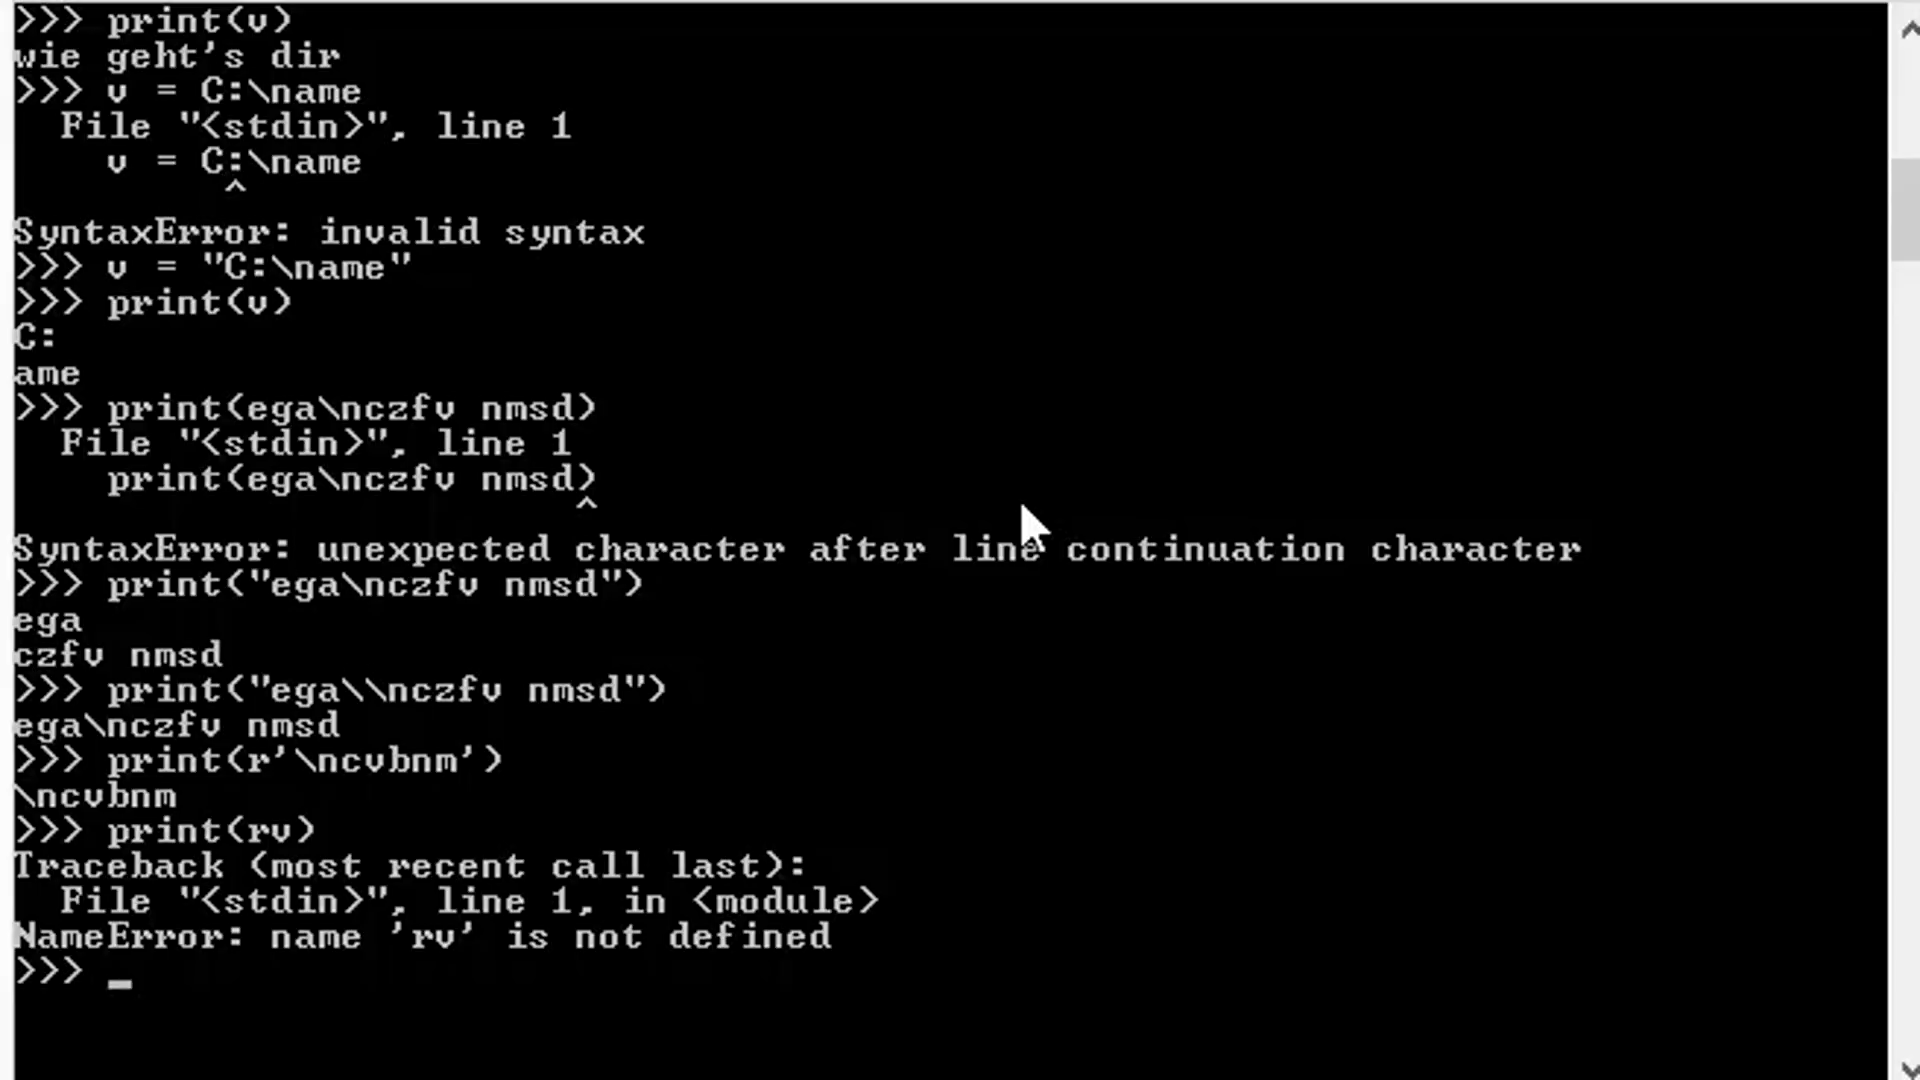 >>> print(v)
wie geht's dir
>>> v = C:\name
  File "<stdin>", line 1
    v = C:\name
         ^
SyntaxError: invalid syntax
>>> v = "C:\name"
>>> print(v)
C:
ame
>>> print(ega\nczfv nmsd)
  File "<stdin>", line 1
    print(ega\nczfv nmsd)
                        ^
SyntaxError: unexpected character after line continuation character
>>> print("ega\nczfv nmsd")
ega
czfv nmsd
>>> print("ega\\nczfv nmsd")
ega\nczfv nmsd
>>> print(r'\ncvbnm')
\ncvbnm
>>> print(rv)
Traceback (most recent call last):
  File "<stdin>", line 1, in <module>
NameError: name 'rv' is not defined
>>> _